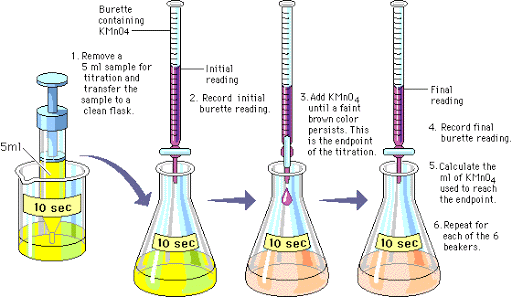 Burette
containing
KMnO4
1. Remove a
5 ml sample for
titration and
transfer the
sample to a
clean flask.
5ml
10 sec
Initial
reading
2. Record initial
burette reading.
10 sec
3. Add KMnO4
until a faint
brown color
persists. This is
the endpoint
of the titration.
10 sec
Final
reading
4. Record final
burette reading.
5. Calculate the
ml of KMnO4
used to reach
the endpoint.
6. Repeat for
each of the 6
beakers.
10 sec